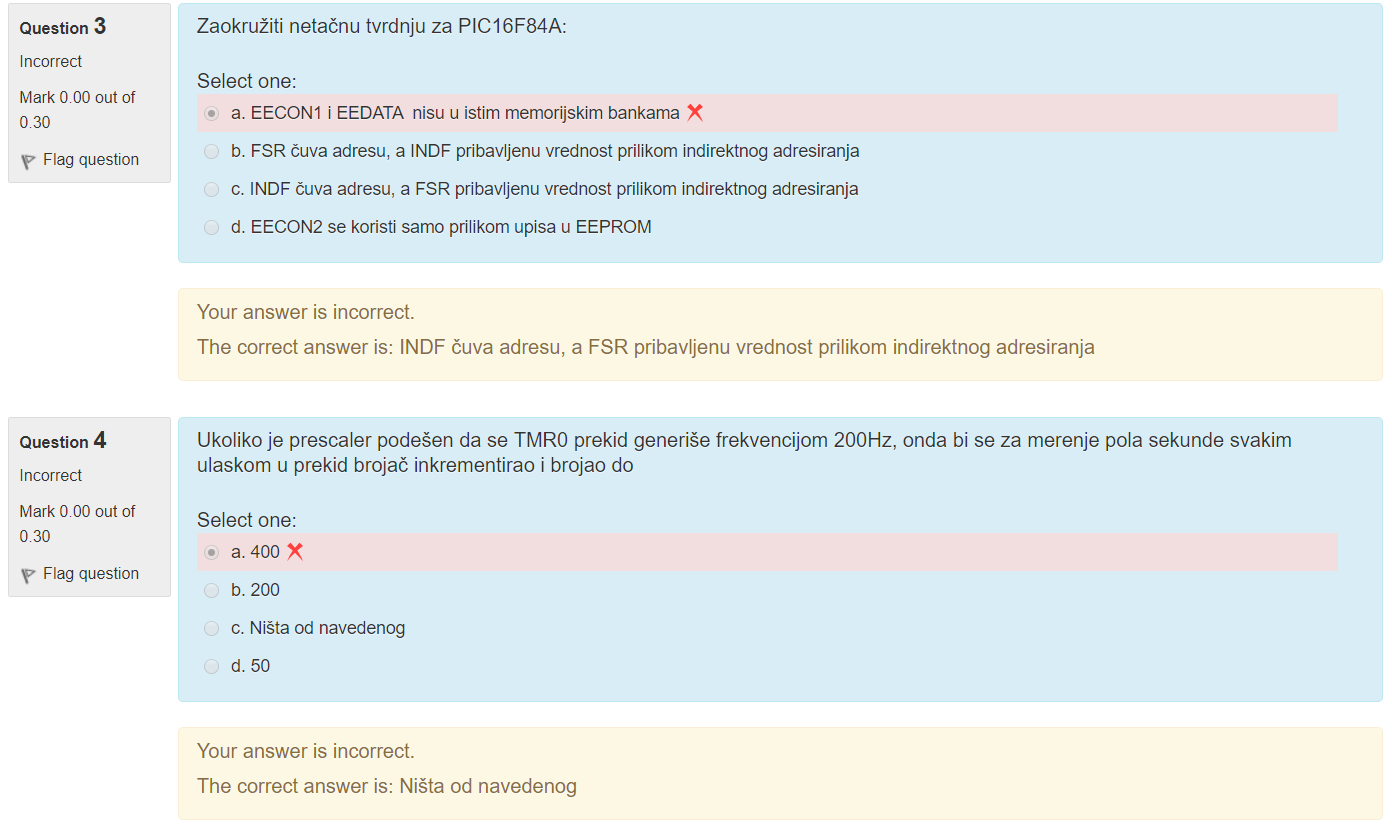 Question 3
Incorrect
Mark 0.00 out of
0.30
Flag question
Zaokružiti netačnu tvrdnju za PIC16F84A:
Select one:
a. EECON1 i EEDATA  nisu u istim memorijskim bankama
b. FSR čuva adresu, a INDF pribavljenu vrednost prilikom indirektnog adresiranja
c. INDF čuva adresu, a FSR pribavljenu vrednost prilikom indirektnog adresiranja
d. EECON2 se koristi samo prilikom upisa u EEPROM
Your answer is incorrect.
The correct answer is: INDF čuva adresu, a FSR pribavljenu vrednost prilikom indirektnog adresiranja
Question 4
Incorrect
Mark 0.00 out of
0.30
Flag question
Ukoliko je prescaler podešen da se TMR0 prekid generiše frekvencijom 200Hz, onda bi se za merenje pola sekunde svakim
ulaskom u prekid brojač inkrementirao i brojao do
Select one:
a. 400
b. 200
c. Ništa od navedenog
d. 50
Your answer is incorrect.
The correct answer is: Ništa od navedenog